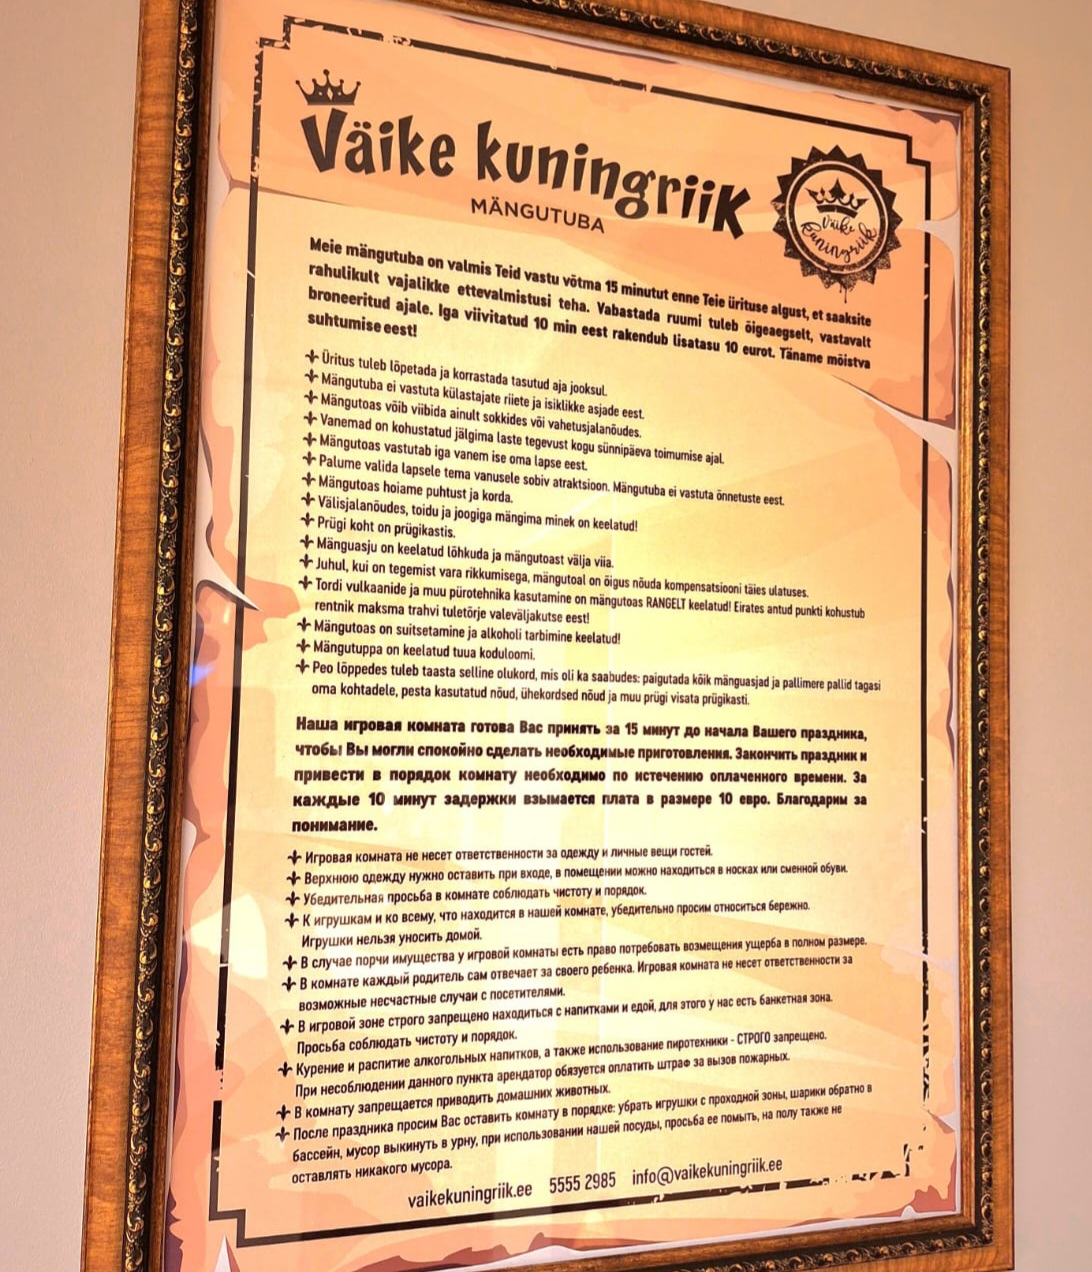 Väike kuningriik
MÄNGUTUBA
Väike
Kuningriik
Meie mängutuba on valmis Teid vastu võtma 15 minutut enne Teie ürituse algust, et saaksite
rahulikult vajalikke ettevalmistusi teha. Vabastada ruumi tuleb õigeaegselt, vastavalt
broneeritud ajale. Iga viivitatud 10 min eest rakendub lisatasu 10 eurot. Täname mõistva
suhtumise eest!
Üritus tuleb lõpetada ja korrastada tasutud aja jooksul.
Mängutuba ei vastuta külastajate riiete ja isiklikke asjade eest.
Mängutoas võib viibida ainult sokkides või vahetusjalanõudes.
Vanemad on kohustatud jälgima laste tegevust kogu sünnipäeva toimumise ajal.
Mängutoas vastutab iga vanem ise oma lapse eest.
Palume valida lapsele tema vanusele sobiv atraktsioon. Mängutuba ei vastuta õnnetuste eest.
Mängutoas hoiame puhtust ja korda.
Välisjalanõudes, toidu ja joogiga mängima minek on keelatud!
Prügi koht on prügikastis.
Mänguasju on keelatud lõhkuda ja mängutoast välja viia.
Juhul, kui on tegemist vara rikkumisega, mängutoal on õigus nõuda kompensatsiooni täies ulatuses.
Tordi vulkaanide ja muu pürotehnika kasutamine on mängutoas RANGELT keelatud! Eirates antud punkti kohustub
rentnik maksma trahvi tuletõrje valeväljakutse eest!
Mängutoas on suitsetamine ja alkoholi tarbimine keelatud!
Mängutuppa on keelatud tuua koduloomi.
Peo lõppedes tuleb taasta selline olukord, mis oli ka saabudes: paigutada kõik mänguasjad ja pallimere pallid tagasi
oma kohtadele, pesta kasutatud nõud, ühekordsed nõud ja muu prügi visata prügikasti.
Наша игровая комната готова Вас принять за 15 минут до начала Вашего праздника,
чтобы Вы могли спокойно сделать необходимые приготовления. Закончить праздник и
привести в порядок комнату необходимо по истечению оплаченного времени. За
каждые 10 минут задержки взымается плата в размере 10 евро. Благодарим за
понимание.
Игровая комната не несет ответственности за одежду и личные вещи гостей.
Верхнюю одежду нужно оставить при входе, в помещении можно находиться в носках или сменной обуви.
Убедительная просьба в комнате соблюдать чистоту и порядок.
К игрушкам и ко всему, что находится в нашей комнате, убедительно просим относиться бережно.
Игрушки нельзя уносить домой.
В случае порчи имущества у игровой комнаты есть право потребовать возмещения ущерба в полном размере.
В комнате каждый родитель сам отвечает за своего ребенка. Игровая комната не несет ответственности за
возможные несчастные случаи с посетителями.
В игровой зоне строго запрещено находиться с напитками и едой, для этого у нас есть банкетная зона.
Просьба соблюдать чистоту и порядок.
Курение и распитие алкогольных напитков, а также использование пиротехники - СТРОГО запрещено.
При несоблюдении данного пункта арендатор обязуется оплатить штраф за вызов пожарных.
В комнату запрещается приводить домашних животных.
После праздника просим Вас оставить комнату в порядке: убрать игрушки с проходной зоны, шарики обратно в
бассейн, мусор выкинуть в урну, при использовании нашей посуды, просьба ее помыть, на полу также не
оставлять никакого мусора.
vaikekuningriik.ee 5555 2985 info@vaikekuningriik.ee